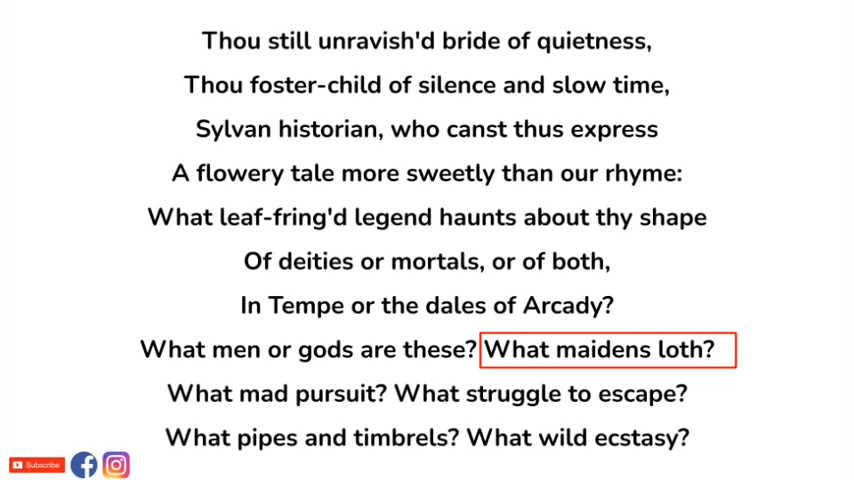 Thou still unravish'd bride of quietness,
Thou foster-child of silence and slow time,
Sylvan historian, who canst thus express
A flowery tale more sweetly than our rhyme:
What leaf-fring'd legend haunts about thy shape
Of deities or mortals, or of both,
In Tempe or the dales of Arcady?
What men or gods are these? What maidens loth?
What mad pursuit? What struggle to escape?
What pipes and timbrels? What wild ecstasy?
Subscribe